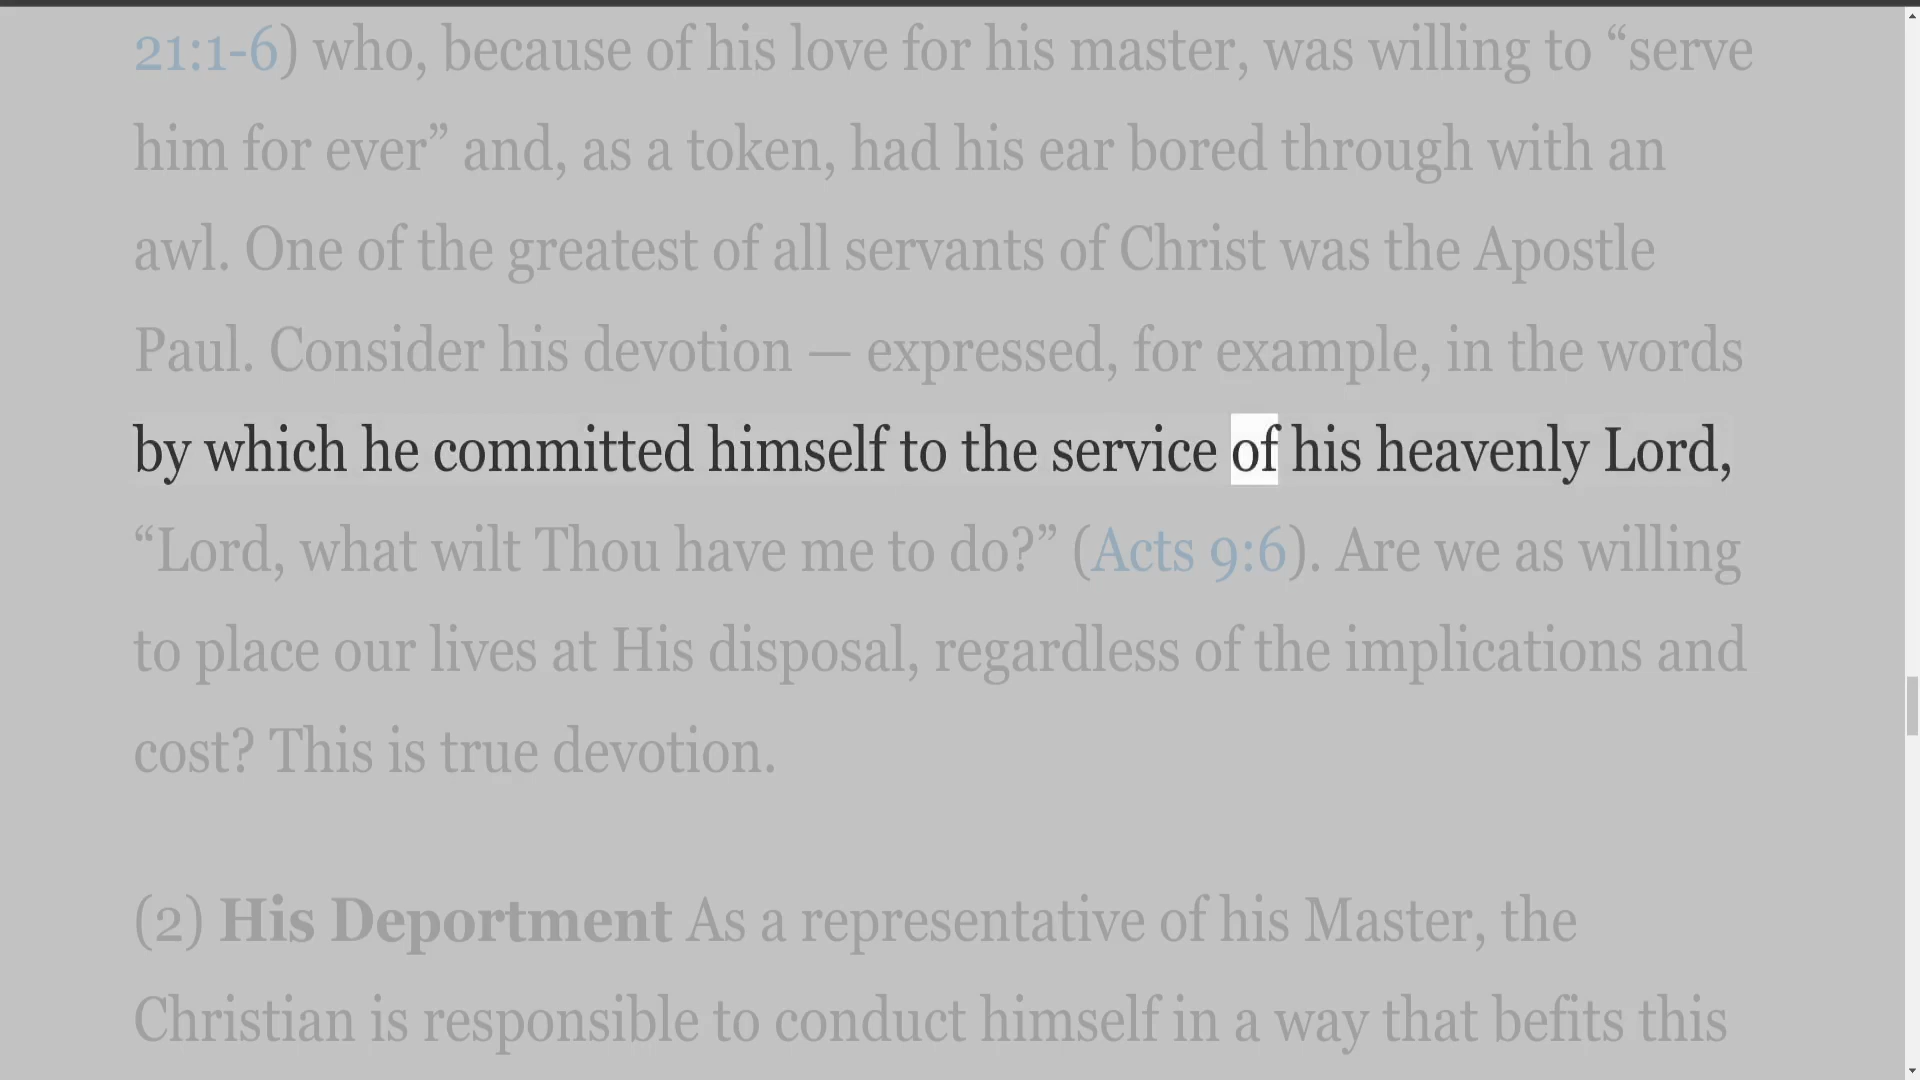 21:1-6) who, because of his love for his master, was willing to “serve
him for ever” and, as a token, had his ear bored through with an
awl. One of the greatest of all servants of Christ was the Apostle
Paul. Consider his devotion — expressed, for example, in the words
by which he committed himself to the service of his heavenly Lord,
“Lord, what wilt Thou have me to do?” (Acts 9:6). Are we as willing
to place our lives at His disposal, regardless of the implications and
cost? This is true devotion.
(2) His Deportment As a representative of his Master, the
Christian is responsible to conduct himself in a way that befits this